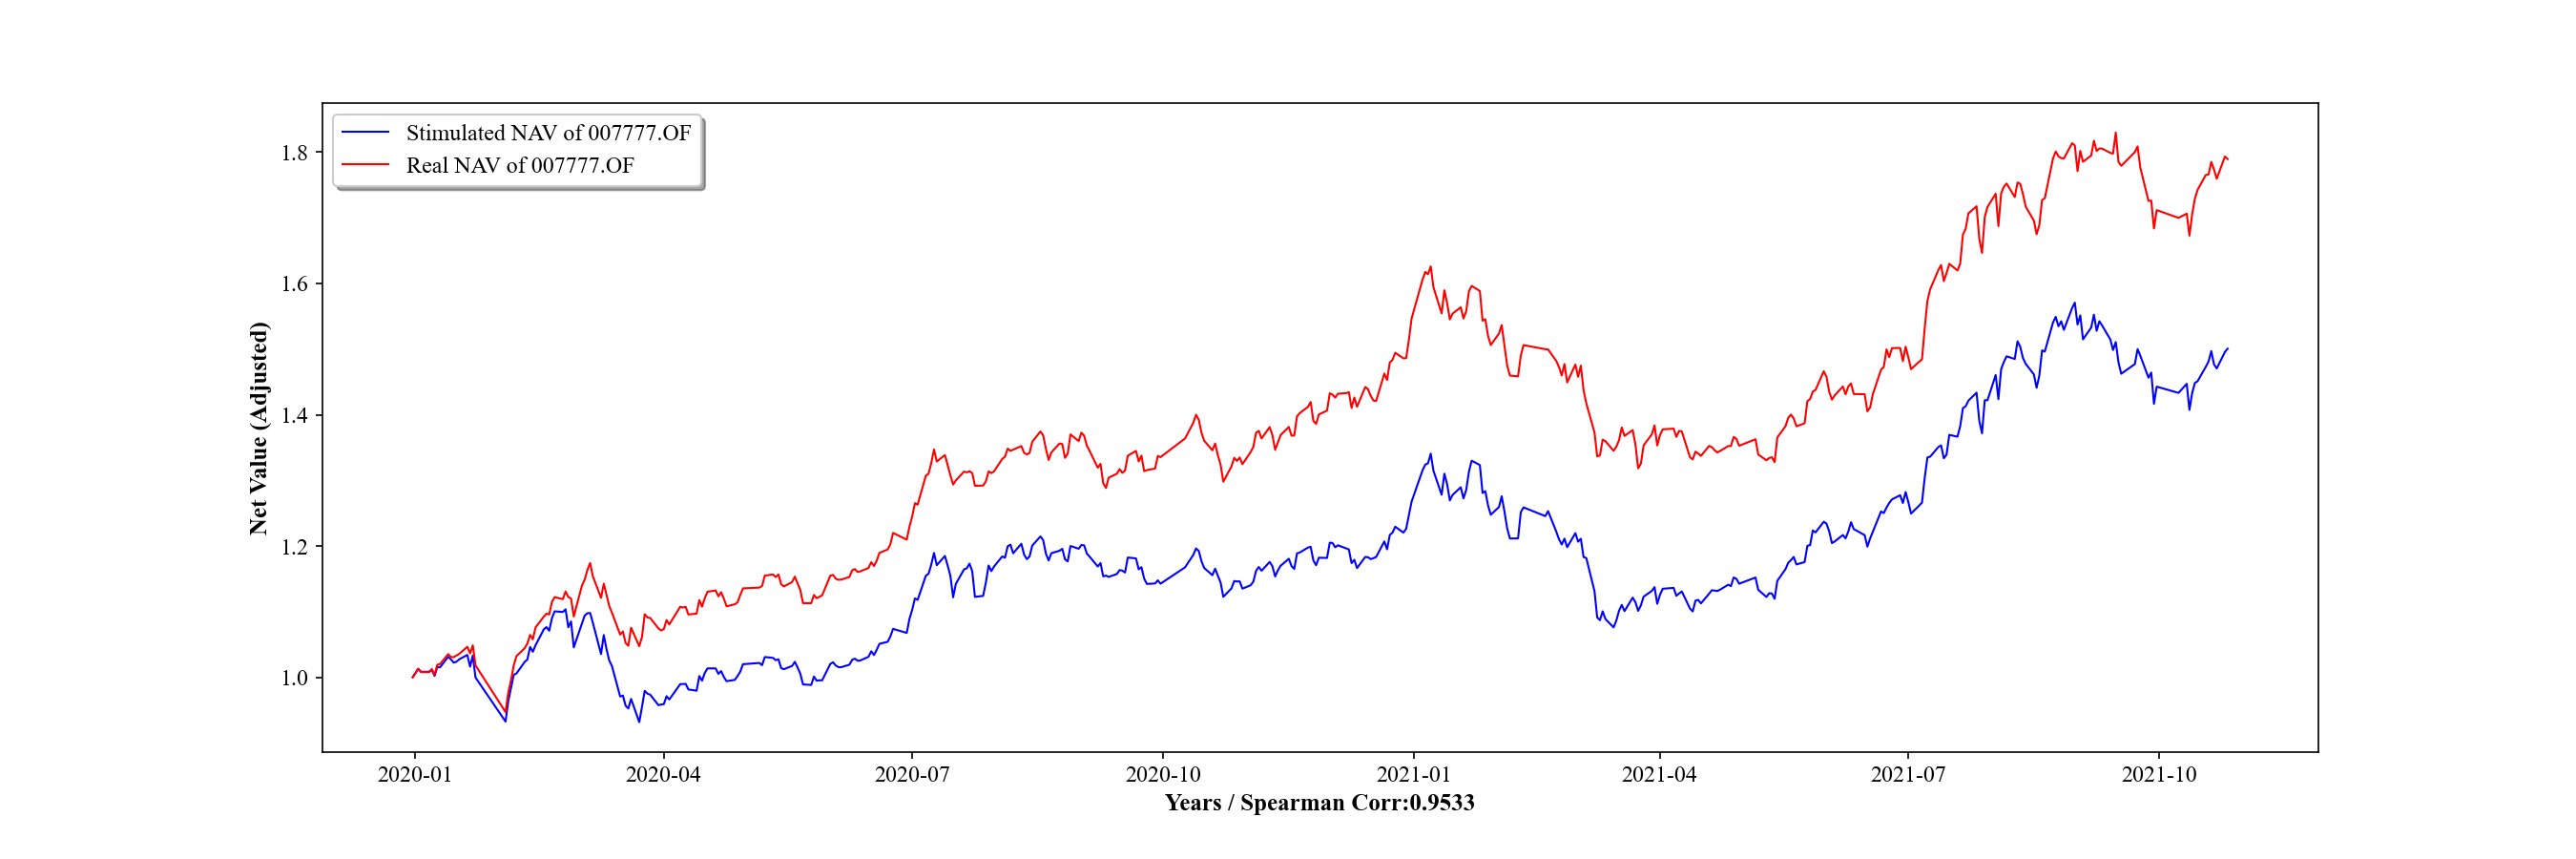 Stimulated NAV of 007777.OF
Real NAV of 007777.OF
1.8
1.6
1.4
1.2
1.0
Net Value (Adjusted)
2020-01 2020-04 2020-07 2020-10 2021-01 2021-04 2021-07 2021-10
Years / Spearman Corr:0.9533